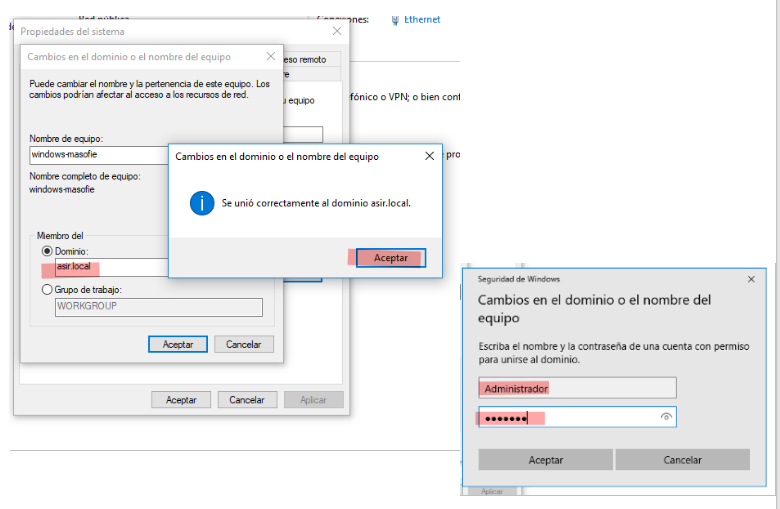 Red pública
Conexiones:
Ethernet
Propiedades del sistema
Cambios en el dominio o el nombre del equipo
eso remoto
Puede cambiar el nombre y la pertenencia de este equipo. Los
cambios podrían afectar al acceso a los recursos de red.
u equipo
fónico o VPN; o bien cont
Nombre de equipo:
windows-masofie
Nombre completo de equipo:
windows-masofie
Cambios en el dominio o el nombre del equipo
pro
Se unió correctamente al dominio asir.local.
Aceptar
Miembro del
Dominio:
asir.local
Grupo de trabajo:
WORKGROUP
Aceptar
Cancelar
Aceptar
Cancelar
Aplicar
Seguridad de Windows
Cambios en el dominio o el nombre del
equipo
Escriba el nombre y la contraseña de una cuenta con permiso
para unirse al dominio.
Administrador
•••••••
Aceptar
Cancelar
Aplicar